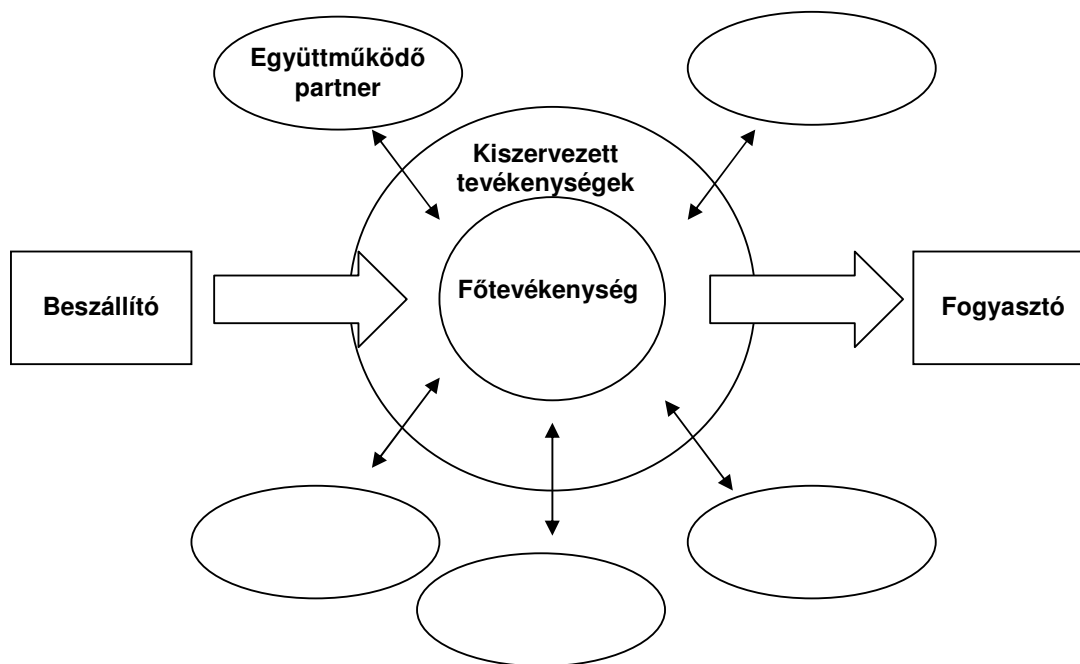 Együttműködő
partner
Kiszervezett
tevékenységek
Beszállító
Főtevékenység
Fogyasztó